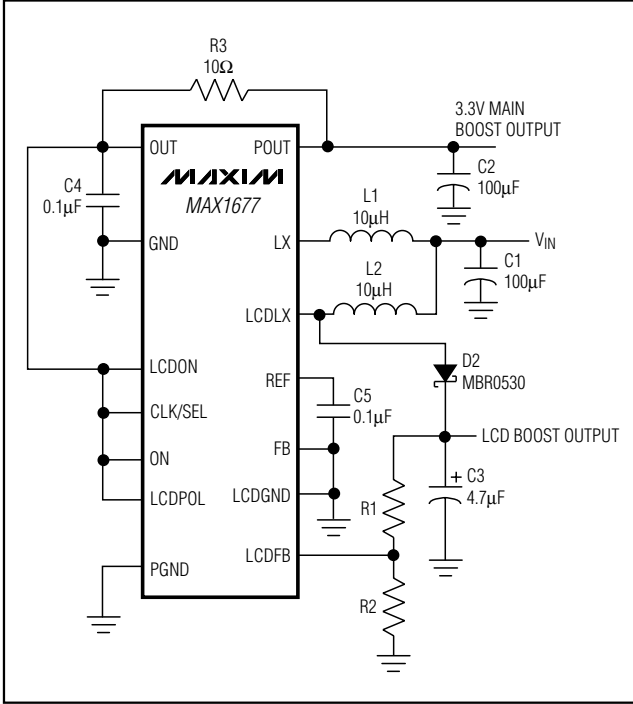 R3
10Ω
3.3V MAIN
BOOST OUTPUT
OUT
POUT
C2
100µF
C4
0.1µF
MAXIM
MAX1677
L1
10µH
GND
LX
VIN
C1
100µF
L2
10µH
LCDLX
LCDON
D2
MBR0530
REF
CLK/SEL
C5
0.1µF
LCD BOOST OUTPUT
ON
FB
+ C3
4.7µF
LCDPOL
LCDGND
R1
PGND
LCDFB
R2